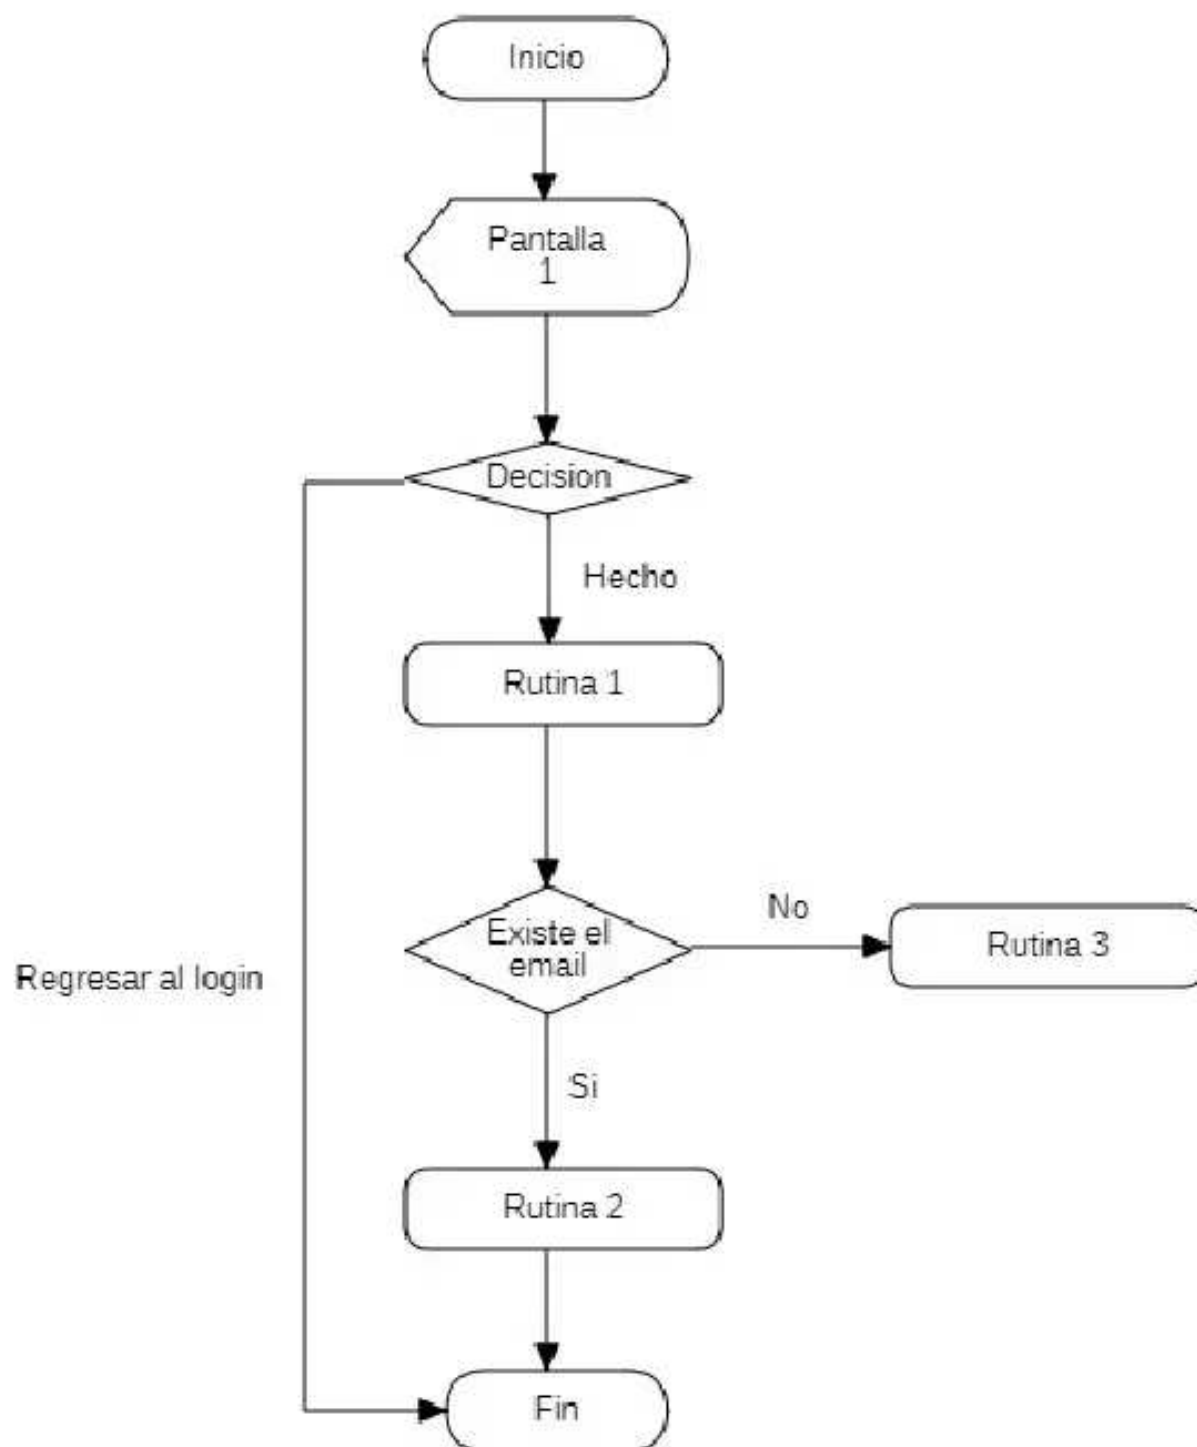 Inicio
Pantalla
1
Decision
Hecho
Rutina 1
Existe el
email
No
Rutina 3
Regresar al login
Si
Rutina 2
Fin